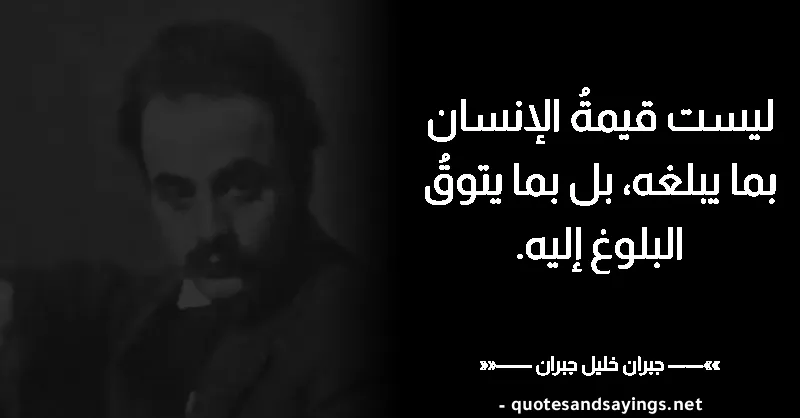 ليست قيمةُ الإنسان
بما يبلغه، بل بما يتوقُ
البلوغ إليه.
»—— جبران خليل جبران ——««
- quotesandsayings.net